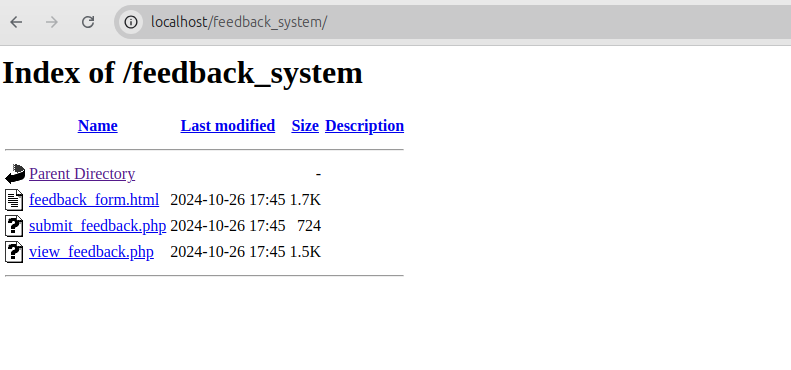 localhost/feedback_system/
Index of /feedback_system
Name Last modified Size Description
Parent Directory -
feedback_form.html 2024-10-26 17:45 1.7K
submit_feedback.php 2024-10-26 17:45 724
view_feedback.php 2024-10-26 17:45 1.5K